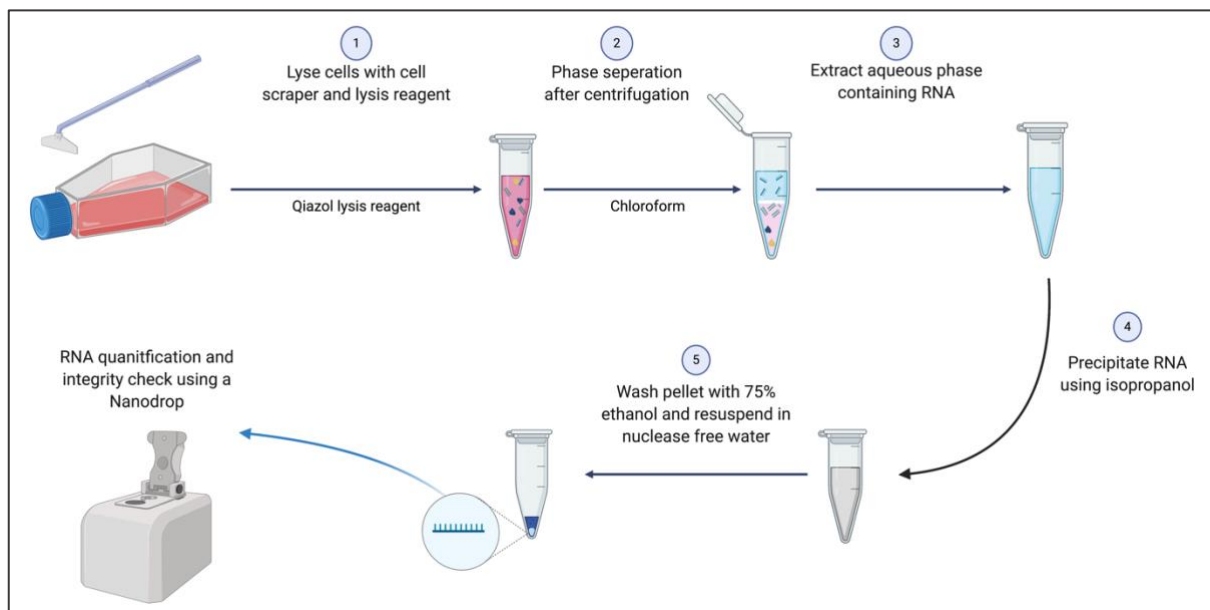 1
Lyse cells with cell
scraper and lysis reagent
Qiazol lysis reagent
2
Phase seperation
after centrifugation
Chloroform
3
Extract aqueous phase
containing RNA
4
Precipitate RNA
using isopropanol
5
Wash pellet with 75%
ethanol and resuspend in
nuclease free water
RNA quanitfication and
integrity check using a
Nanodrop